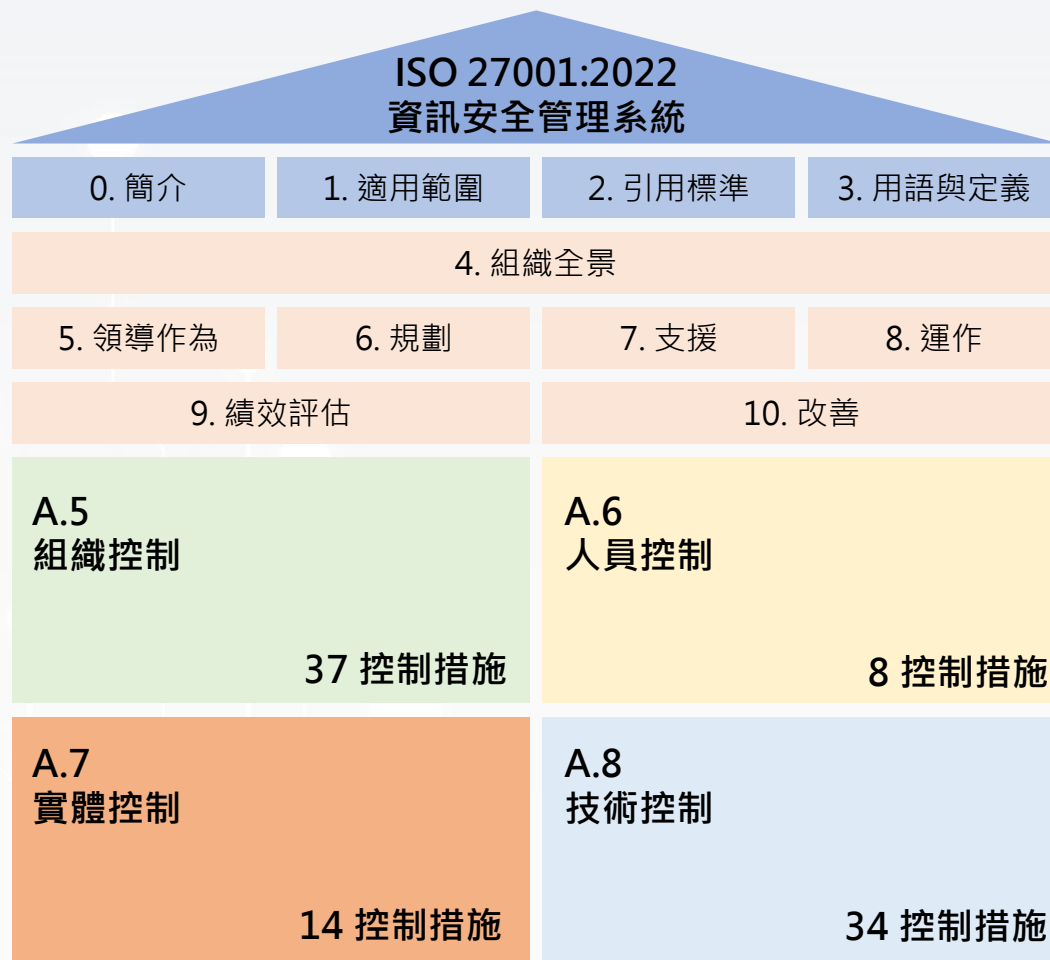 ISO 27001:2022
資訊安全管理系統
0. 簡介
1. 適用範圍
2. 引用標準
3. 用語與定義
4. 組織全景
5. 領導作為
6. 規劃
7. 支援
8. 運作
9. 績效評估
10. 改善
A.5
組織控制
37 控制措施
A.6
人員控制
8 控制措施
A.7
實體控制
14 控制措施
A.8
技術控制
34 控制措施